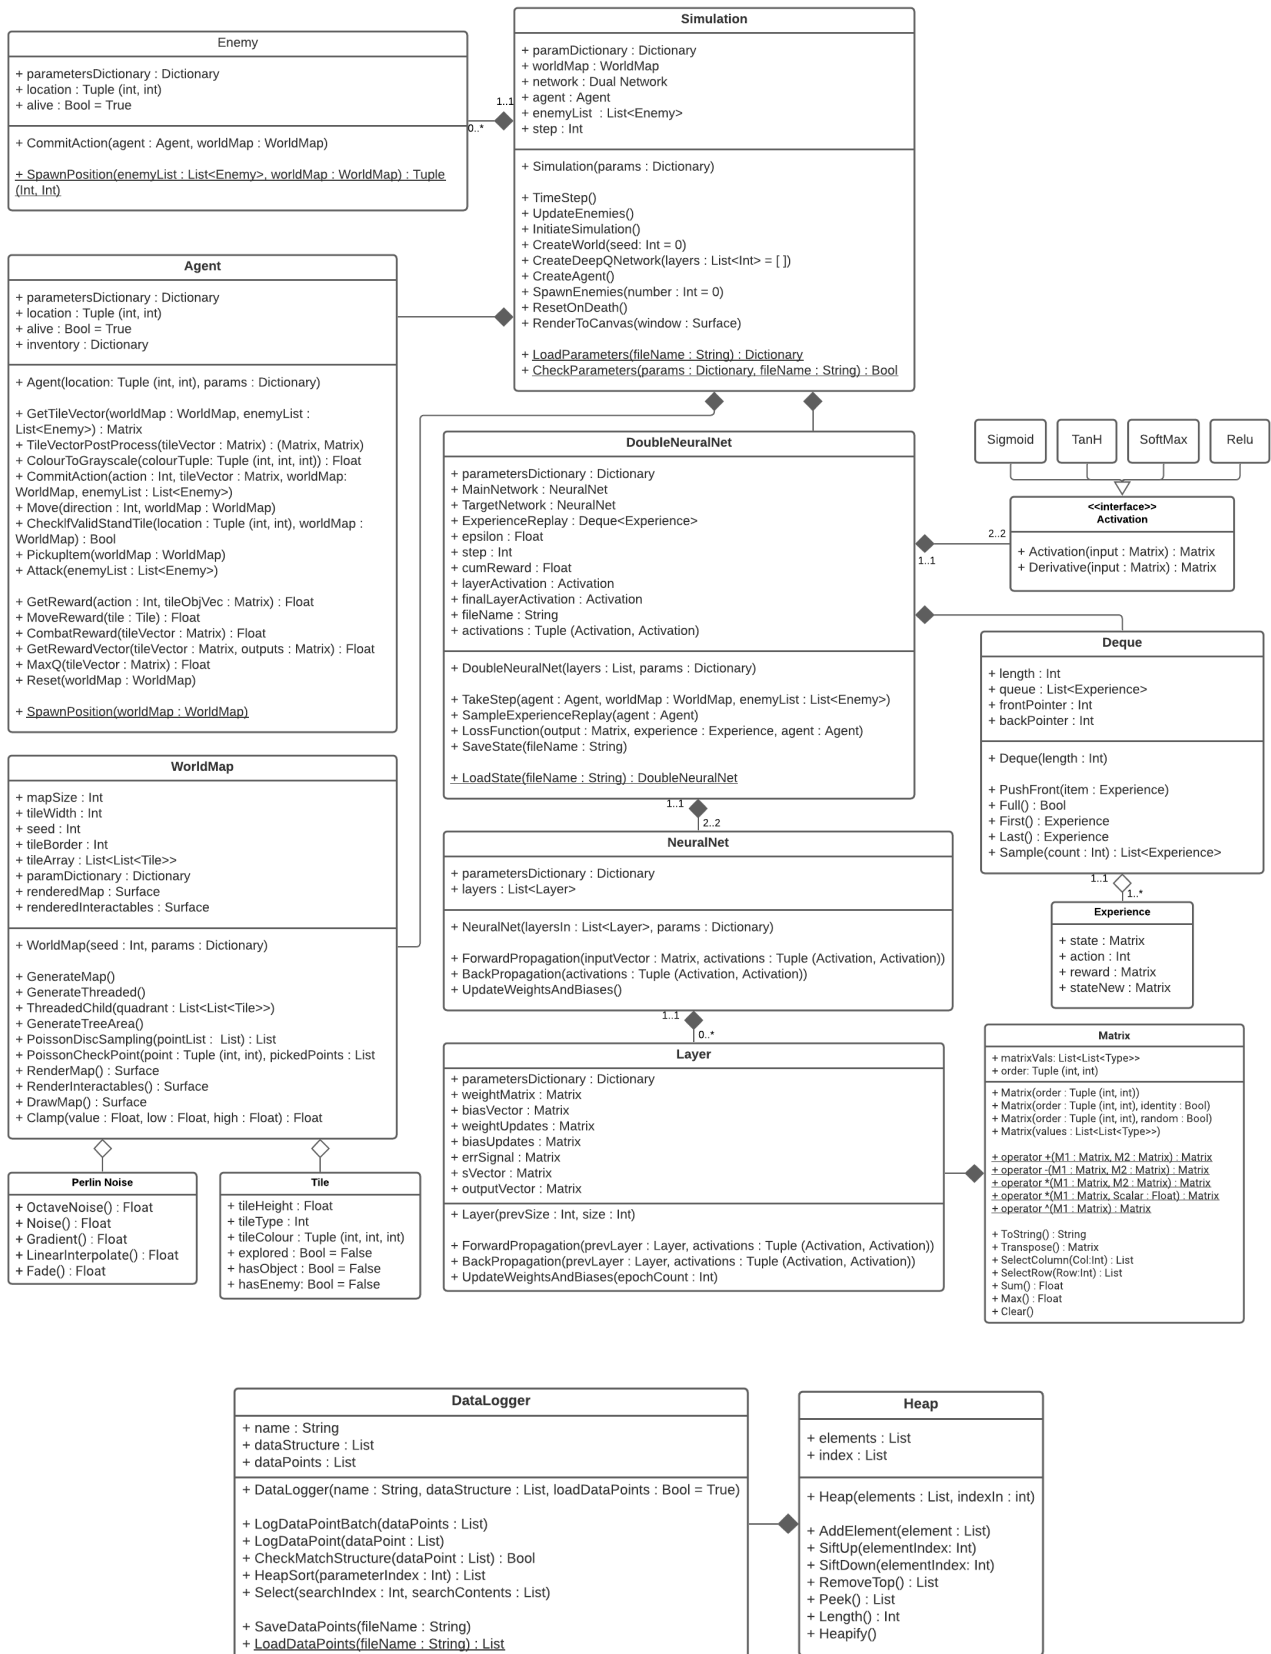 Simulation
+ paramDictionary : Dictionary
+ worldMap : WorldMap
+ network : Dual Network
+ agent : Agent
+ enemyList  : List<Enemy>
+ step : Int
+ Simulation(params : Dictionary)
+ TimeStep()
+ UpdateEnemies()
+ InitiateSimulation()
+ CreateWorld(seed: Int = 0)
+ CreateDeepQNetwork(layers : List<Int> = [ ])
+ CreateAgent()
+ SpawnEnemies(number : Int = 0)
+ ResetOnDeath()
+ RenderToCanvas(window : Surface)
+ LoadParameters(fileName : String) : Dictionary
+ CheckParameters(params : Dictionary, fileName : String) : Bool
Enemy
+ parametersDictionary : Dictionary
+ location : Tuple (int, int)
+ alive : Bool = True
+ CommitAction(agent : Agent, worldMap : WorldMap)
+ SpawnPosition(enemyList : List<Enemy>, worldMap : WorldMap) : Tuple
(Int, Int)
1..1
0..*
Agent
+ parametersDictionary : Dictionary
+ location : Tuple (int, int)
+ alive : Bool = True
+ inventory : Dictionary
+ Agent(location: Tuple (int, int), params : Dictionary)
+ GetTileVector(worldMap : WorldMap, enemyList :
List<Enemy>) : Matrix
+ TileVectorPostProcess(tileVector : Matrix) : (Matrix, Matrix)
+ ColourToGrayscale(colourTuple: Tuple (int, int, int)) : Float
+ CommitAction(action : Int, tileVector : Matrix, worldMap:
WorldMap, enemyList : List<Enemy>)
+ Move(direction : Int, worldMap : WorldMap)
+ CheckIfValidStandTile(location : Tuple (int, int), worldMap :
WorldMap) : Bool
+ PickupItem(worldMap : WorldMap)
+ Attack(enemyList : List<Enemy>)
+ GetReward(action : Int, tileObjVec : Matrix) : Float
+ MoveReward(tile : Tile) : Float
+ CombatReward(tileVector : Matrix) : Float
+ GetRewardVector(tileVector : Matrix, outputs : Matrix) : Float
+ MaxQ(tileVector : Matrix) : Float
+ Reset(worldMap : WorldMap)
+ SpawnPosition(worldMap : WorldMap)
DoubleNeuralNet
+ parametersDictionary : Dictionary
+ MainNetwork : NeuralNet
+ TargetNetwork : NeuralNet
+ ExperienceReplay : Deque<Experience>
+ epsilon : Float
+ step : Int
+ cumReward : Float
+ layerActivation : Activation
+ finalLayerActivation : Activation
+ fileName : String
+ activations : Tuple (Activation, Activation)
+ DoubleNeuralNet(layers : List, params : Dictionary)
+ TakeStep(agent : Agent, worldMap : WorldMap, enemyList : List<Enemy>)
+ SampleExperienceReplay(agent : Agent)
+ LossFunction(output : Matrix, experience : Experience, agent : Agent)
+ SaveState(fileName : String)
+ LoadState(fileName : String) : DoubleNeuralNet
Sigmoid
TanH
SoftMax
Relu
<<interface>>
Activation
+ Activation(input : Matrix) : Matrix
+ Derivative(input : Matrix) : Matrix
2..2
1..1
Deque
+ length : Int
+ queue : List<Experience>
+ frontPointer : Int
+ backPointer : Int
+ Deque(length : Int)
+ PushFront(item : Experience)
+ Full() : Bool
+ First() : Experience
+ Last() : Experience
+ Sample(count : Int) : List<Experience>
1..1
1..*
Experience
+ state : Matrix
+ action : Int
+ reward : Matrix
+ stateNew : Matrix
WorldMap
+ mapSize : Int
+ tileWidth : Int
+ seed : Int
+ tileBorder : Int
+ tileArray : List<List<Tile>>
+ paramDictionary : Dictionary
+ renderedMap : Surface
+ renderedInteractables : Surface
+ WorldMap(seed : Int, params : Dictionary)
+ GenerateMap()
+ GenerateThreaded()
+ ThreadedChild(quadrant : List<List<Tile>>)
+ GenerateTreeArea()
+ PoissonDiscSampling(pointList :  List) : List
+ PoissonCheckPoint(point : Tuple (int, int), pickedPoints : List
+ RenderMap() : Surface
+ RenderInteractables() : Surface
+ DrawMap() : Surface
+ Clamp(value : Float, low : Float, high : Float) : Float
1..1
2..2
NeuralNet
+ parametersDictionary : Dictionary
+ layers : List<Layer>
+ NeuralNet(layersIn : List<Layer>, params : Dictionary)
+ ForwardPropagation(inputVector : Matrix, activations : Tuple (Activation, Activation))
+ BackPropagation(activations : Tuple (Activation, Activation))
+ UpdateWeightsAndBiases()
1..1
0..*
Layer
+ parametersDictionary : Dictionary
+ weightMatrix : Matrix
+ biasVector : Matrix
+ weightUpdates : Matrix
+ biasUpdates : Matrix
+ errSignal : Matrix
+ sVector : Matrix
+ outputVector : Matrix
+ Layer(prevSize : Int, size : Int)
+ ForwardPropagation(prevLayer : Layer, activations : Tuple (Activation, Activation))
+ BackPropagation(prevLayer : Layer, activations : Tuple (Activation, Activation))
+ UpdateWeightsAndBiases(epochCount : Int)
Matrix
+ matrixVals: List<List<Type>>
+ order: Tuple (int, int)
+ Matrix(order : Tuple (int, int))
+ Matrix(order : Tuple (int, int), identity : Bool)
+ Matrix(order : Tuple (int, int), random : Bool)
+ Matrix(values : List<List<Type>>)
+ operator +(M1 : Matrix, M2 : Matrix) : Matrix
+ operator -(M1 : Matrix, M2 : Matrix) : Matrix
+ operator *(M1 : Matrix, M2 : Matrix) : Matrix
+ operator *(M1 : Matrix, Scalar : Float) : Matrix
+ operator ^(M1 : Matrix) : Matrix
+ ToString() : String
+ Transpose() : Matrix
+ SelectColumn(Col:Int) : List
+ SelectRow(Row:Int) : List
+ Sum() : Float
+ Max() : Float
+ Clear()
Perlin Noise
+ OctaveNoise() : Float
+ Noise() : Float
+ Gradient() : Float
+ LinearInterpolate() : Float
+ Fade() : Float
Tile
+ tileHeight : Float
+ tileType : Int
+ tileColour : Tuple (int, int, int)
+ explored : Bool = False
+ hasObject : Bool = False
+ hasEnemy: Bool = False
DataLogger
+ name : String
+ dataStructure : List
+ dataPoints : List
+ DataLogger(name : String, dataStructure : List, loadDataPoints : Bool = True)
+ LogDataPointBatch(dataPoints : List)
+ LogDataPoint(dataPoint : List)
+ CheckMatchStructure(dataPoint : List) : Bool
+ HeapSort(parameterIndex : Int) : List
+ Select(searchIndex : Int, searchContents : List)
+ SaveDataPoints(fileName : String)
+ LoadDataPoints(fileName : String) : List
Heap
+ elements : List
+ index : List
+ Heap(elements : List, indexIn : int)
+ AddElement(element : List)
+ SiftUp(elementIndex: Int)
+ SiftDown(elementIndex: Int)
+ RemoveTop() : List
+ Peek() : List
+ Length() : Int
+ Heapify()